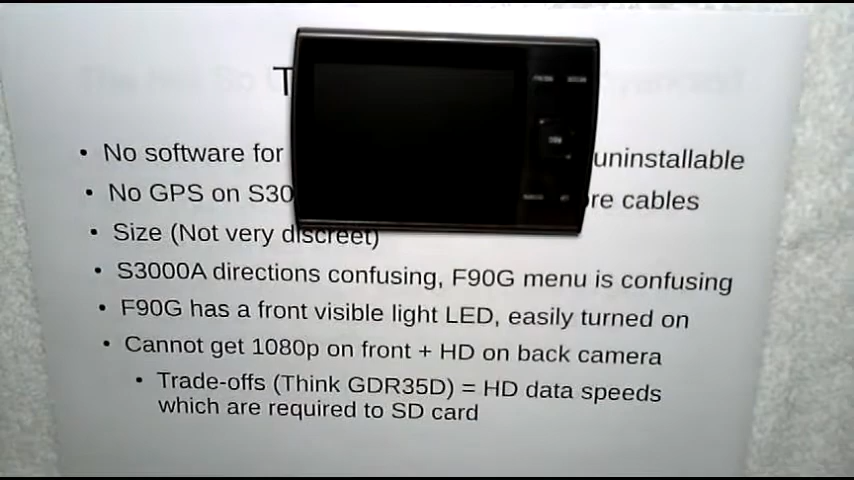 T
No software for uninstallable
No GPS on S30 ore cables
Size (Not very discreet)
S3000A directions confusing, F90G menu is confusing
F90G has a front visible light LED, easily turned on
Cannot get 1080p on front + HD on back camera
Trade-offs (Think GDR35D) = HD data speeds
which are required to SD card